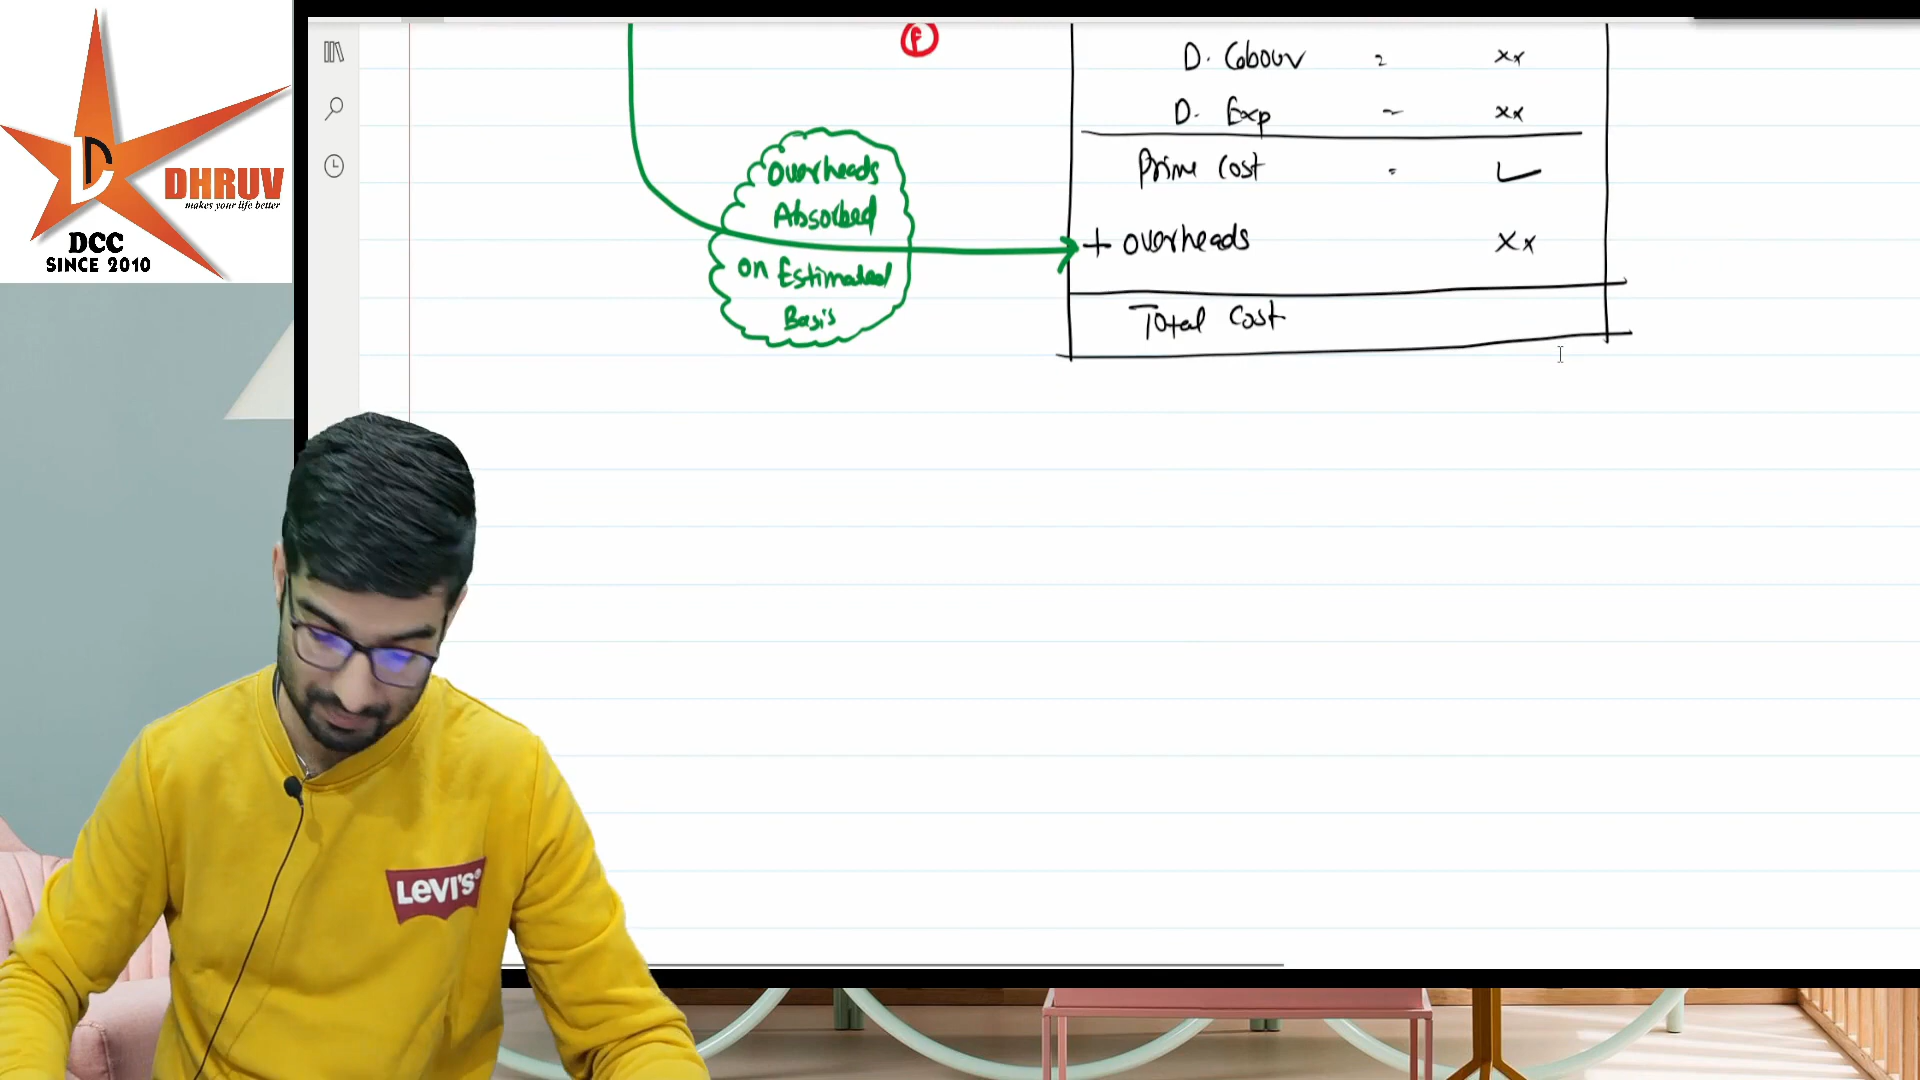 DHRUV
makes your life better
DCC
SINCE 2010
F
D. Labour = xx
D. Exp - xx
Prime Cost =
+ overheads xx
Total Cost
Overheads
Absorbed
on Estimated
Basis
LEVI'S®